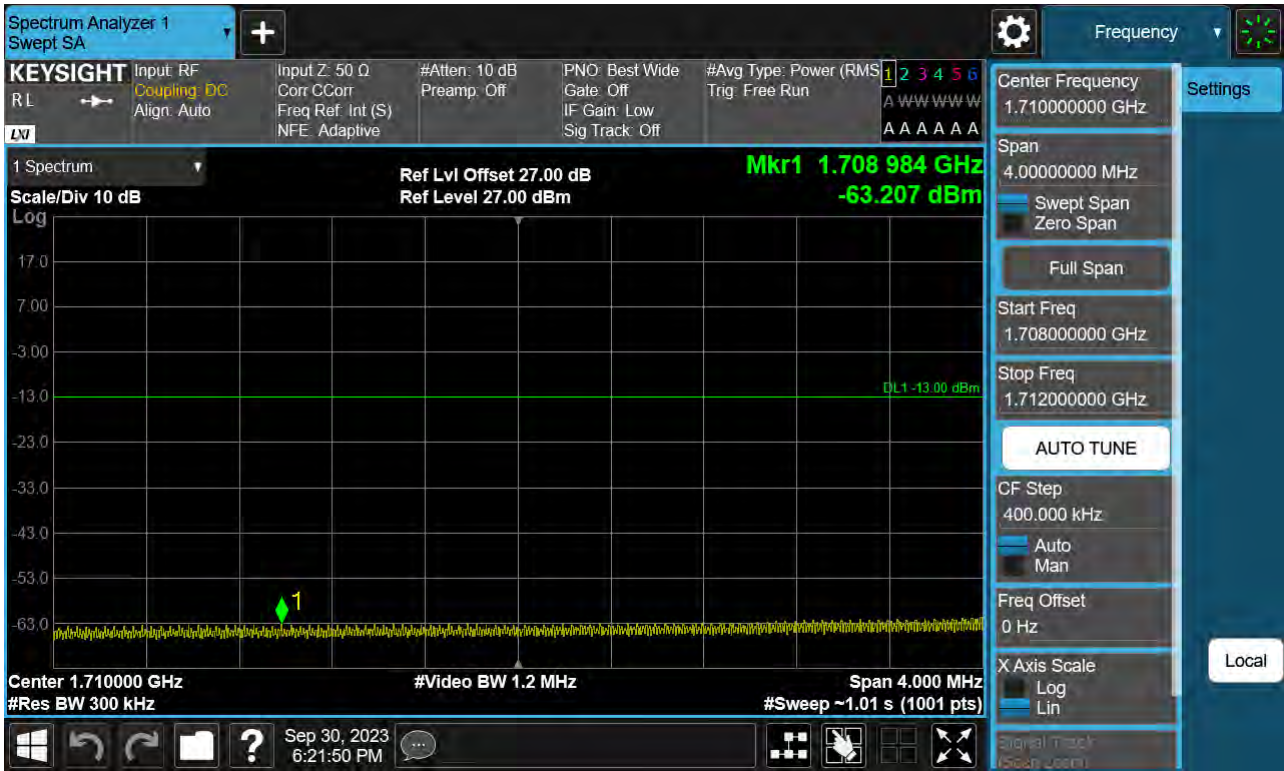 Spectrum Analyzer 1
Swept SA
+
Frequency
KEYSIGHT
RL
LXI
Input: RF
Coupling: DC
Align: Auto
Input Z: 50 Ω
Corr CCorr
Freq Ref: Int (S)
NFE: Adaptive
#Atten: 10 dB
Preamp: Off
PNO: Best Wide
Gate: Off
IF Gain: Low
Sig Track: Off
#Avg Type: Power (RMS
Trig: Free Run
1 2 3 4 5 6
A W W W W W
A A A A A A
1 Spectrum
Scale/Div 10 dB
Log
Ref Lvl Offset 27.00 dB
Ref Level 27.00 dBm
Mkr1 1.708 984 GHz
-63.207 dBm
17.0
7.00
-3.00
-13.0
-23.0
-33.0
-43.0
-53.0
-63.0
DL1 -13.00 dBm
1
Center 1.710000 GHz
#Res BW 300 kHz
#Video BW 1.2 MHz
Span 4.000 MHz
#Sweep ~1.01 s (1001 pts)
Center Frequency
1.710000000 GHz
Span
4.00000000 MHz
Swept Span
Zero Span
Full Span
Start Freq
1.708000000 GHz
Stop Freq
1.712000000 GHz
AUTO TUNE
CF Step
400.000 kHz
Auto
Man
Freq Offset
0 Hz
X Axis Scale
Log
Lin
Signal Track
(Span Zoom)
Settings
Local
?
Sep 30, 2023
6:21:50 PM